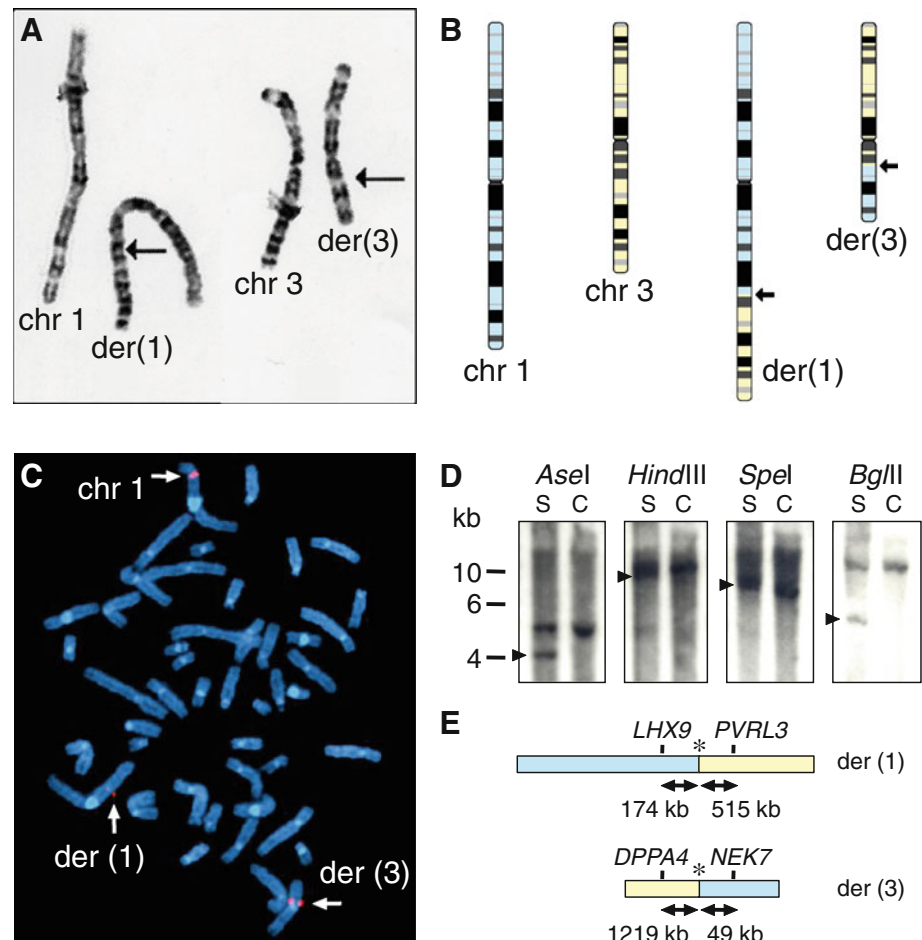 A
chr 1
der(1)
chr 3
der(3)
B
chr 1
chr 3
der(1)
der(3)
C
chr 1
der (1)
der (3)
D
AseI HindIII SpeI BglII
S C S C S C S C
kb
10
6
4
E
LHX9 * PVRL3
der (1)
174 kb 515 kb
DPPA4 * NEK7
der (3)
1219 kb 49 kb